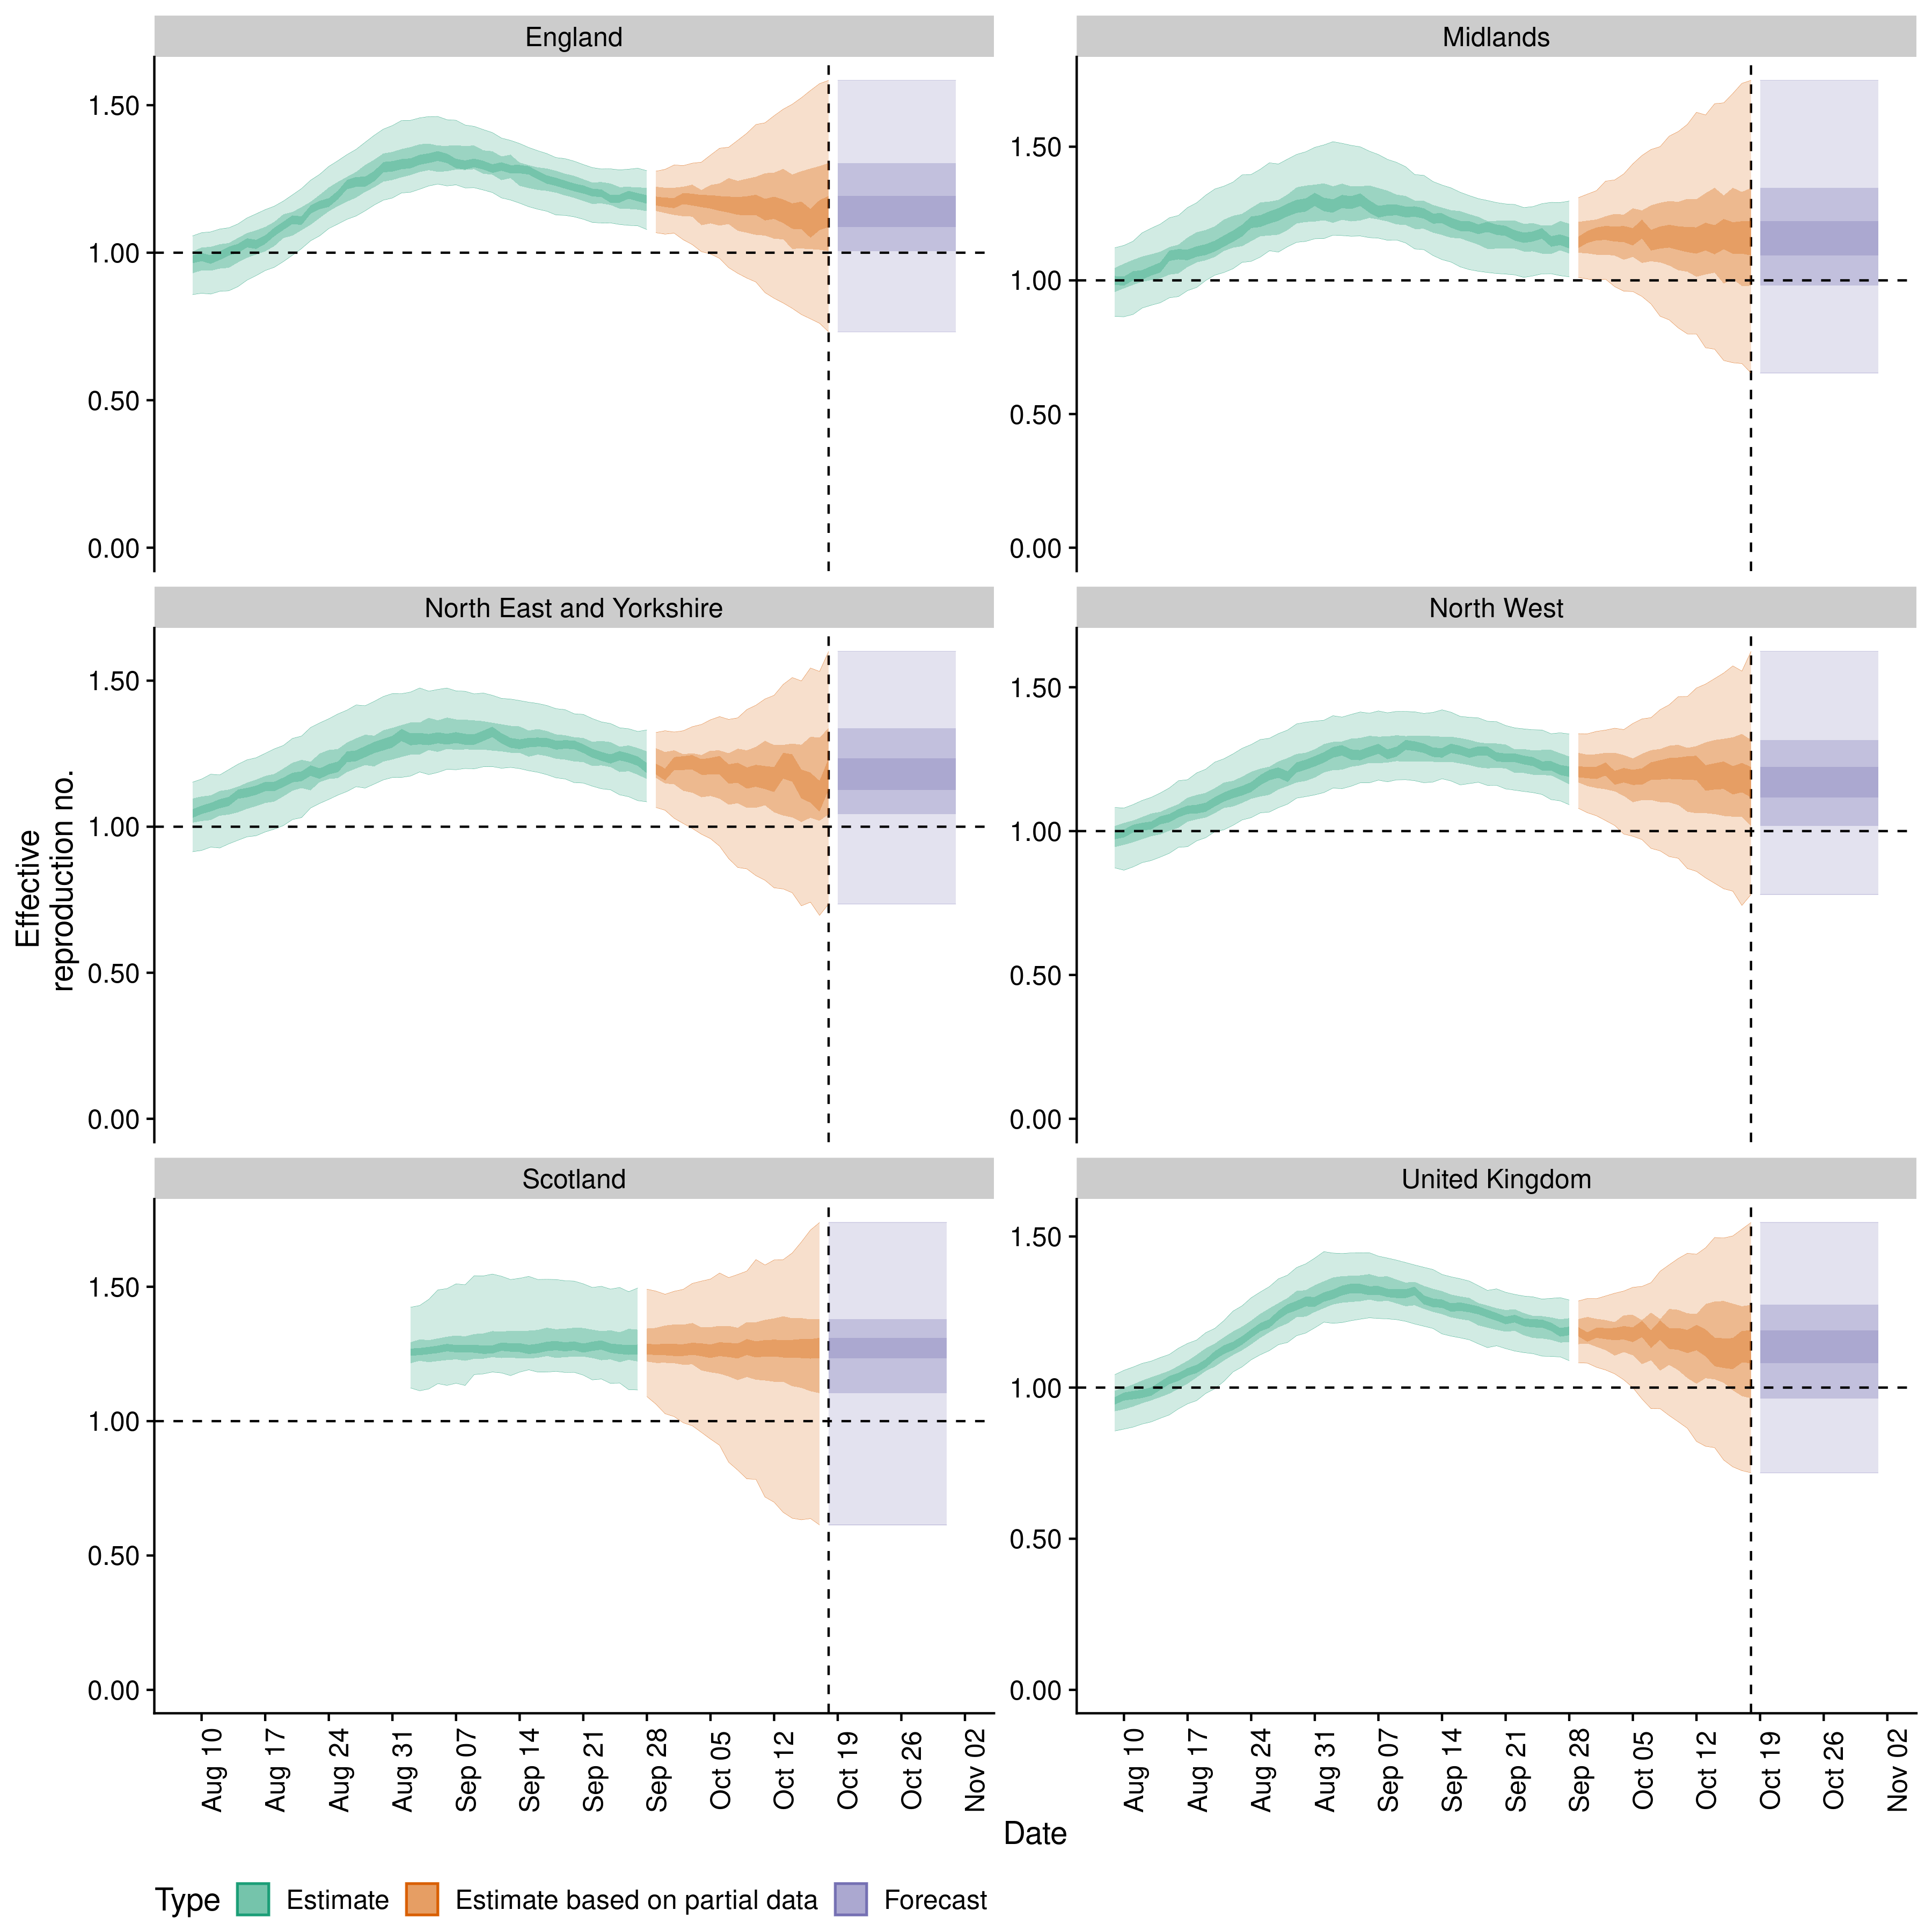 England
Midlands
1.50
1.00
0.50
0.00
1.50
1.00
0.50
0.00
North East and Yorkshire
North West
1.50
1.00
0.50
0.00
1.50
1.00
0.50
0.00
Effective
reproduction no.
Scotland
United Kingdom
1.50
1.00
0.50
0.00
1.50
1.00
0.50
0.00
Aug 10
Aug 17
Aug 24
Aug 31
Sep 07
Sep 14
Sep 21
Sep 28
Oct 05
Oct 12
Oct 19
Oct 26
Nov 02
Aug 10
Aug 17
Aug 24
Aug 31
Sep 07
Sep 14
Sep 21
Sep 28
Oct 05
Oct 12
Oct 19
Oct 26
Nov 02
Date
Type Estimate Estimate based on partial data Forecast